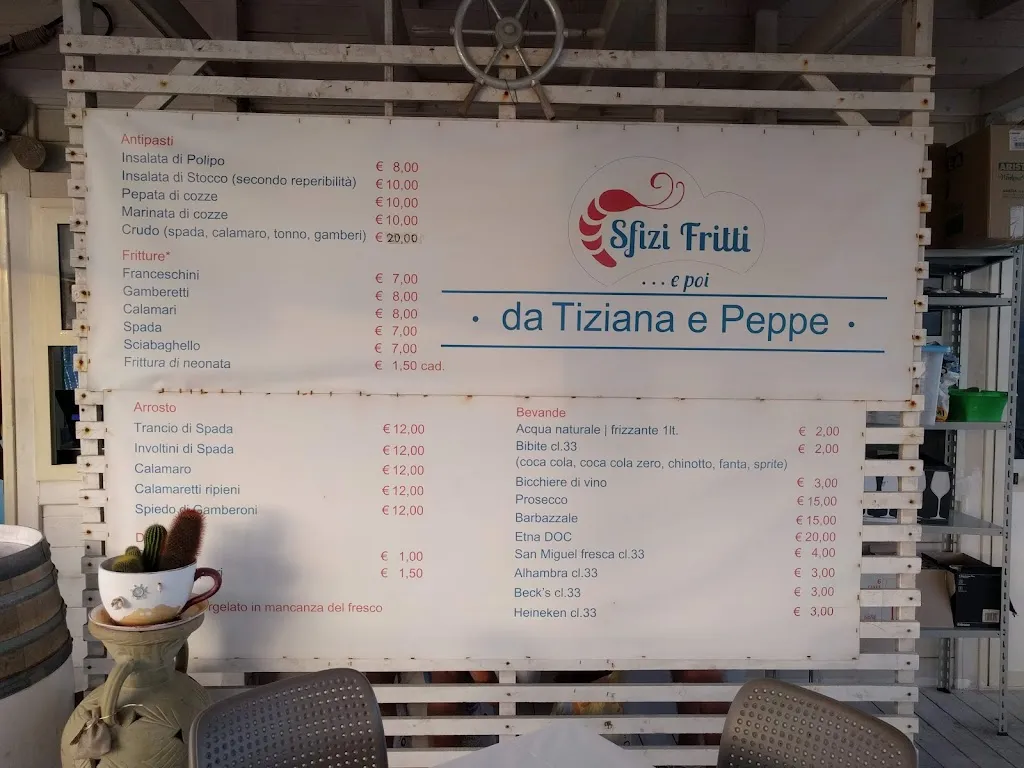 Antipasti
Insalata di Polipo € 8,00
Insalata di Stocco (secondo reperibilità) € 10,00
Pepata di cozze € 10,00
Marinata di cozze € 10,00
Crudo (spada, calamaro, tonno, gamberi) € 20,00
Fritture*
Franceschini € 7,00
Gamberetti € 8,00
Calamari € 8,00
Spada € 7,00
Sciabaghello € 7,00
Frittura di neonata € 1,50 cad.
Sfizi Fritti
... e poi
· da Tiziana e Peppe ·
Arrosto
Trancio di Spada € 12,00
Involtini di Spada € 12,00
Calamaro € 12,00
Calamaretti ripieni € 12,00
Spiedo di Gamberoni € 12,00
€ 1,00
€ 1,50
mancanza del fresco
Bevande
Acqua naturale | frizzante 1lt. € 2,00
Bibite cl.33 € 2,00
(coca cola, coca cola zero, chinotto, fanta, sprite)
Bicchiere di vino € 3,00
Prosecco € 15,00
Barbazzale € 15,00
Etna DOC € 20,00
San Miguel fresca cl.33 € 4,00
Alhambra cl.33 € 3,00
Beck's cl.33 € 3,00
Heineken cl.33 € 3,00